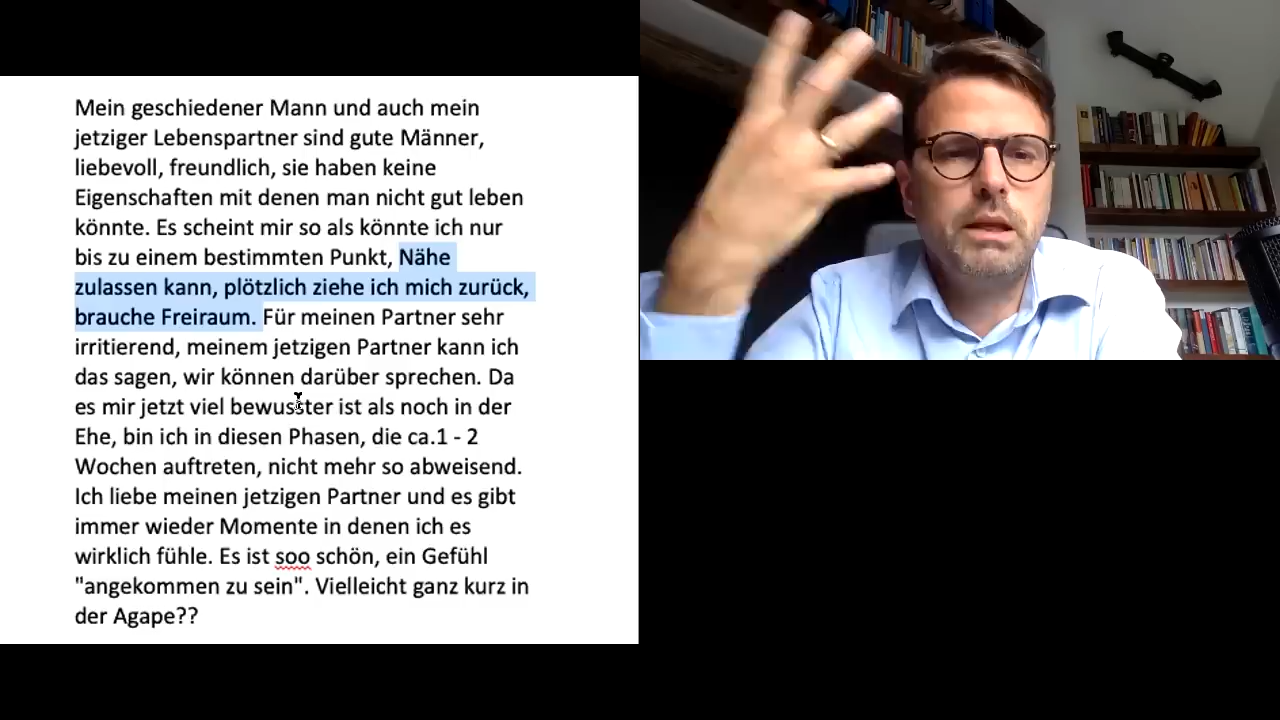 Mein geschiedener Mann und auch mein
jetziger Lebenspartner sind gute Männer,
liebevoll, freundlich, sie haben keine
Eigenschaften mit denen man nicht gut leben
könnte. Es scheint mir so als könnte ich nur
bis zu einem bestimmten Punkt, Nähe
zulassen kann, plötzlich ziehe ich mich zurück,
brauche Freiraum. Für meinen Partner sehr
irritierend, meinem jetzigen Partner kann ich
das sagen, wir können darüber sprechen. Da
es mir jetzt viel bewusster ist als noch in der
Ehe, bin ich in diesen Phasen, die ca.1 - 2
Wochen auftreten, nicht mehr so abweisend.
Ich liebe meinen jetzigen Partner und es gibt
immer wieder Momente in denen ich es
wirklich fühle. Es ist soo schön, ein Gefühl
"angekommen zu sein". Vielleicht ganz kurz in
der Agape??